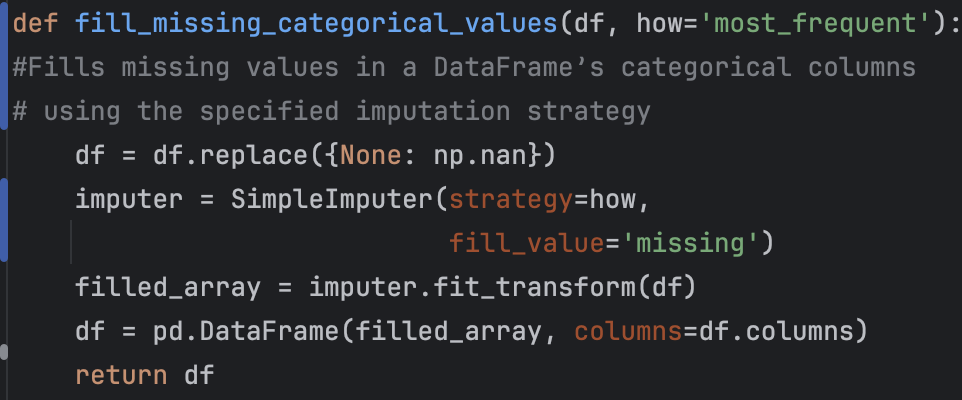 def fill_missing_categorical_values(df, how='most_frequent'):
#Fills missing values in a DataFrame’s categorical columns
# using the specified imputation strategy
    df = df.replace({None: np.nan})
    imputer = SimpleImputer(strategy=how,
                            fill_value='missing')
    filled_array = imputer.fit_transform(df)
    df = pd.DataFrame(filled_array, columns=df.columns)
    return df